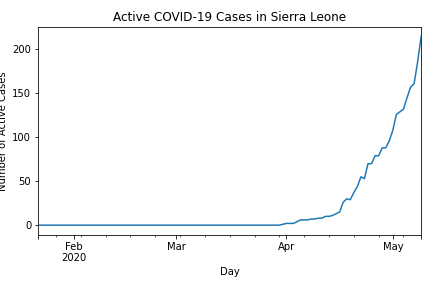 Active COVID-19 Cases in Sierra Leone
Number of Active Cases
200
150
100
50
0
Feb
2020
Mar
Apr
May
Day